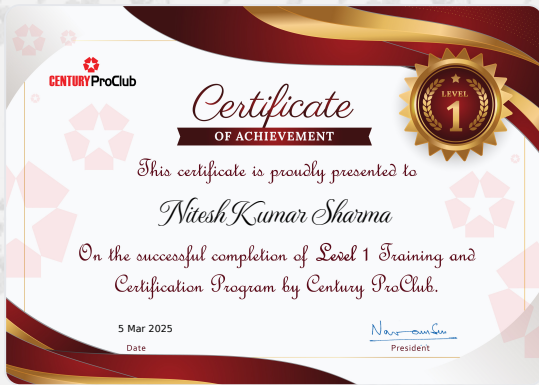 CENTURY ProClub
Certificate
OF ACHIEVEMENT
LEVEL
1
This certificate is proudly presented to
Nitesh Kumar Sharma
On the successful completion of Level 1 Training and
Certification Program by Century ProClub.
5 Mar 2025
Date
President